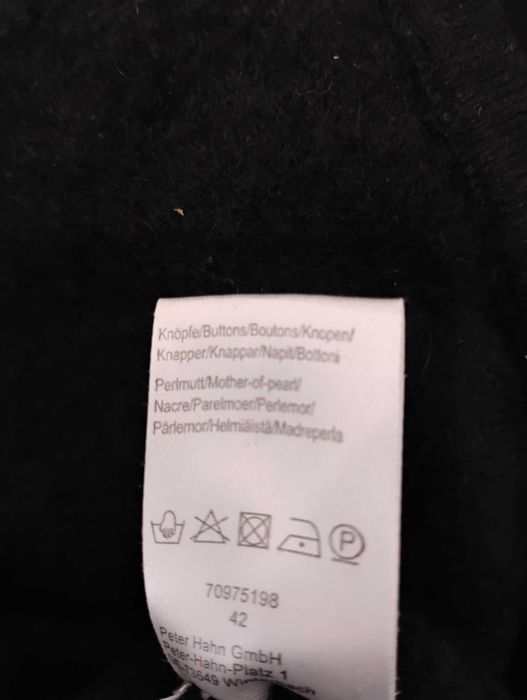 Knöpfe/Buttons/Boutons/Knopen/
Knapper/Knappar/Napit/Bottoni
Perlmutt/Mother-of-pearl/
Nacre/Parelmoer/Perlemor/
Pärlemor/Helmiäistä/Madreperla
P
70975198
42
Peter Hahn GmbH
Peter-Hahn-Platz 1
73649